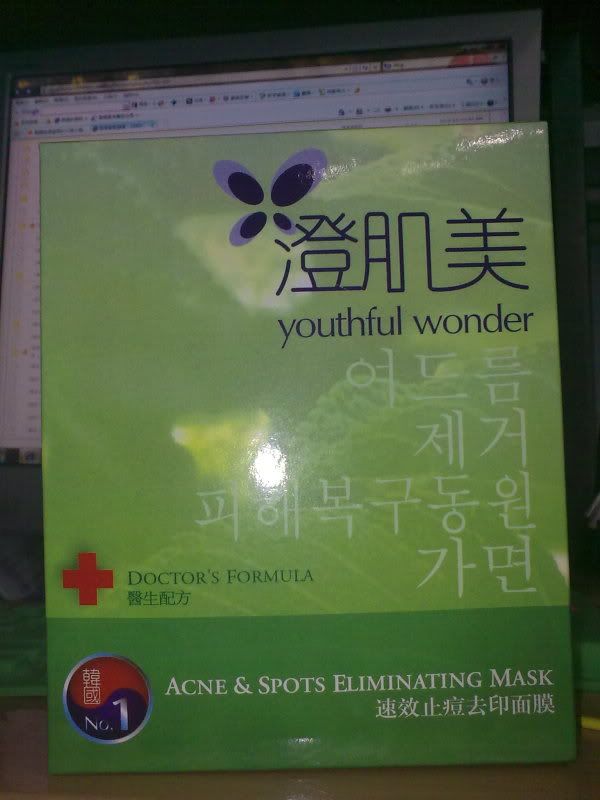 澄肌美
youthful wonder
여드름
제거
피해복구동원
가면
DOCTOR'S FORMULA
醫生配方
韓國
No.1
ACNE & SPOTS ELIMINATING MASK
速效止痘去印面膜